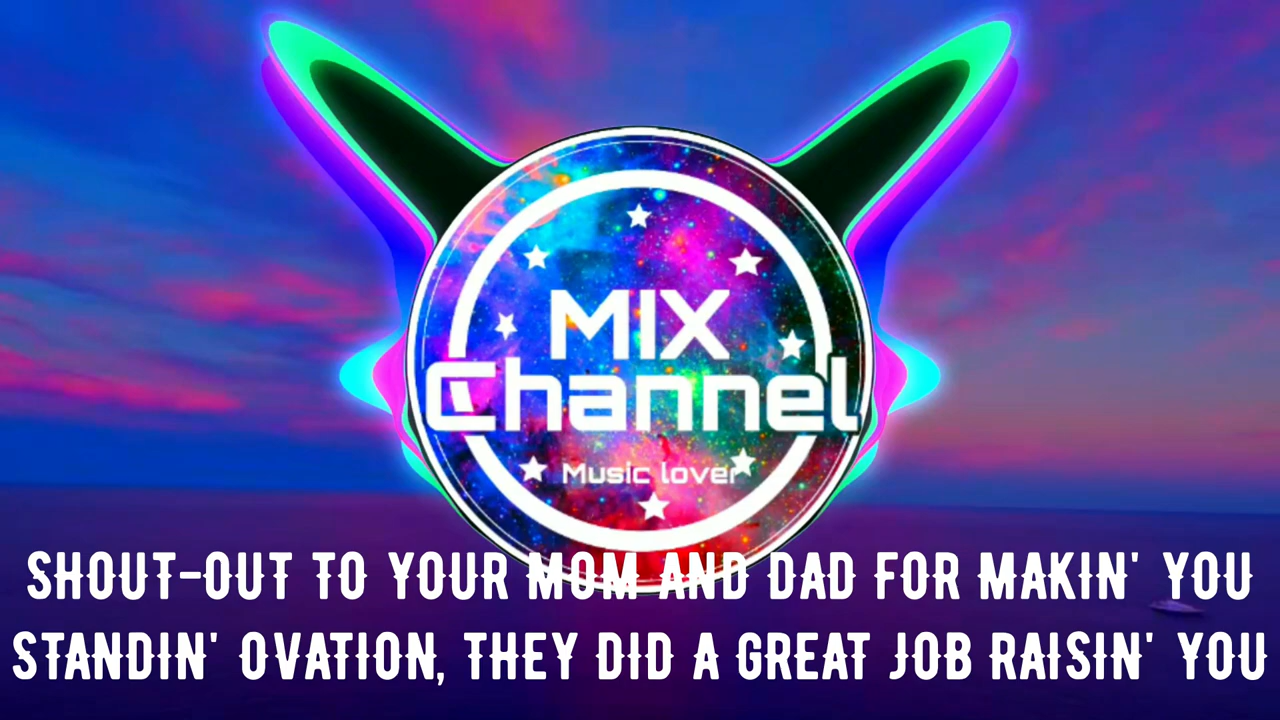 MIX
Channel
Music lover
SHOUT-OUT TO YOUR MOM AND DAD FOR MAKIN' YOU
STANDIN' OVATION, THEY DID A GREAT JOB RAISIN' YOU